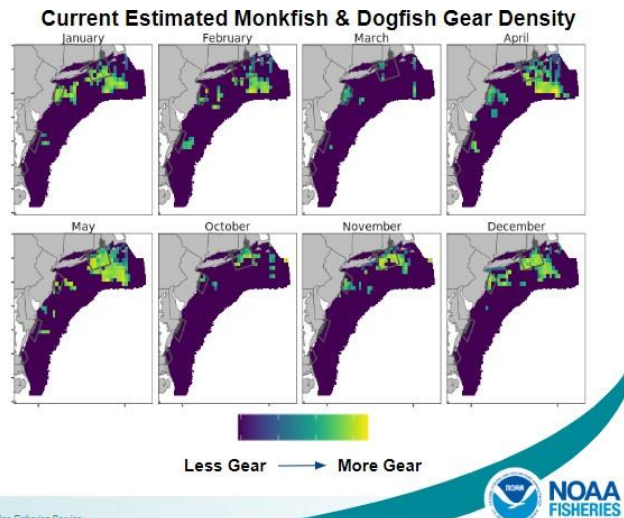 Current Estimated Monkfish & Dogfish Gear Density
January February March April
May October November December
Less Gear → More Gear
NOAA
NOAA
FISHERIES